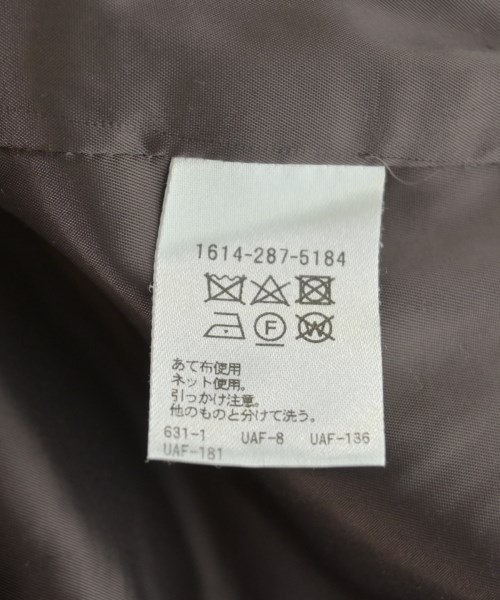 1614-287-5184
F W
あて布使用
ネット使用。
引っかけ注意。
他のものと分けて洗う。
631-1 UAF-8 UAF-136
UAF-181